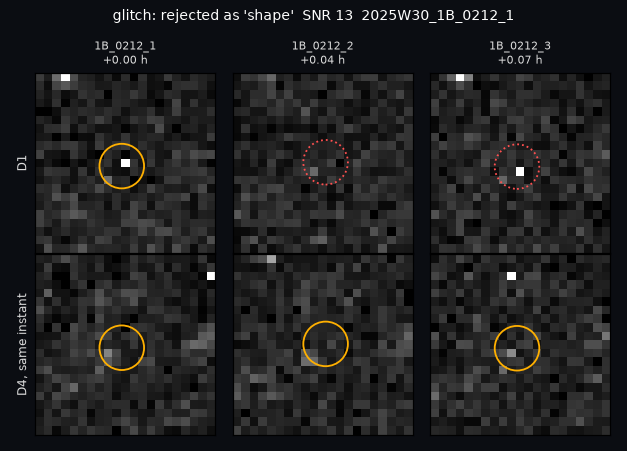 glitch: rejected as 'shape'  SNR 13  2025W30_1B_0212_1
1B_0212_1
+0.00 h
1B_0212_2
+0.04 h
1B_0212_3
+0.07 h
D1
D4, same instant